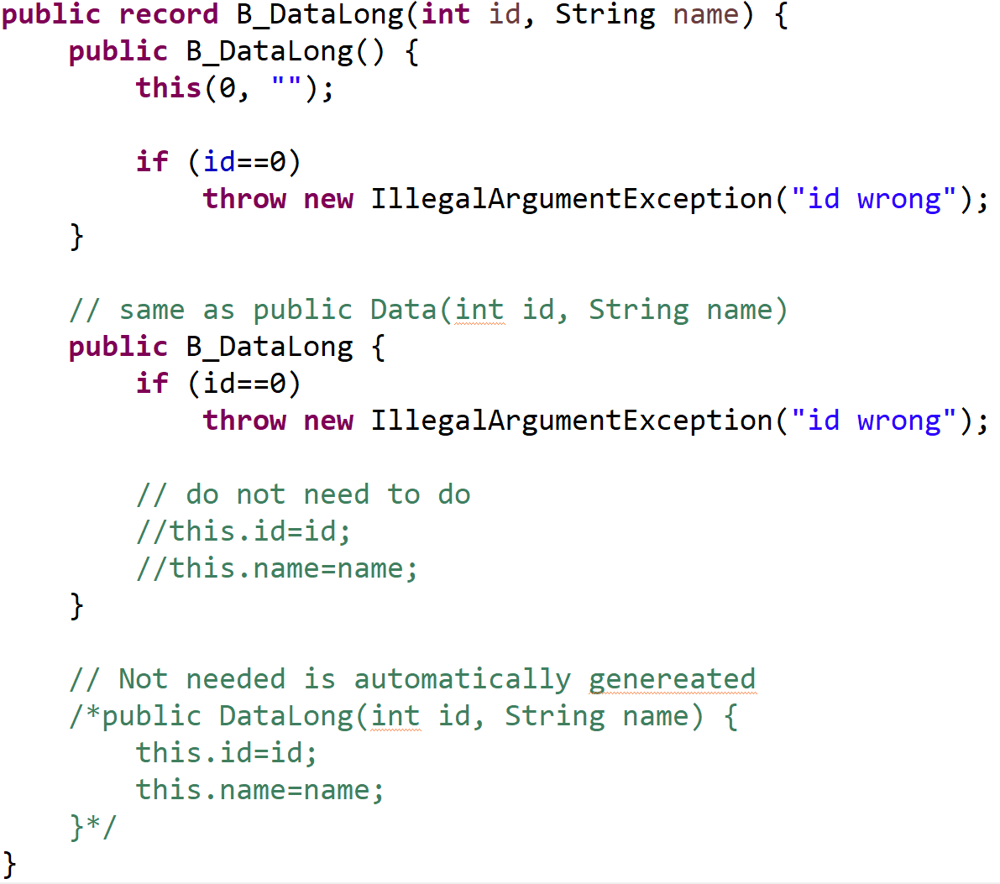 public record B_DataLong(int id, String name) {
    public B_DataLong() {
        this(0, "");

        if (id==0)
            throw new IllegalArgumentException("id wrong");
    }

    // same as public Data(int id, String name)
    public B_DataLong {
        if (id==0)
            throw new IllegalArgumentException("id wrong");

        // do not need to do
        //this.id=id;
        //this.name=name;
    }

    // Not needed is automatically genereated
    /*public DataLong(int id, String name) {
        this.id=id;
        this.name=name;
    }*/
}